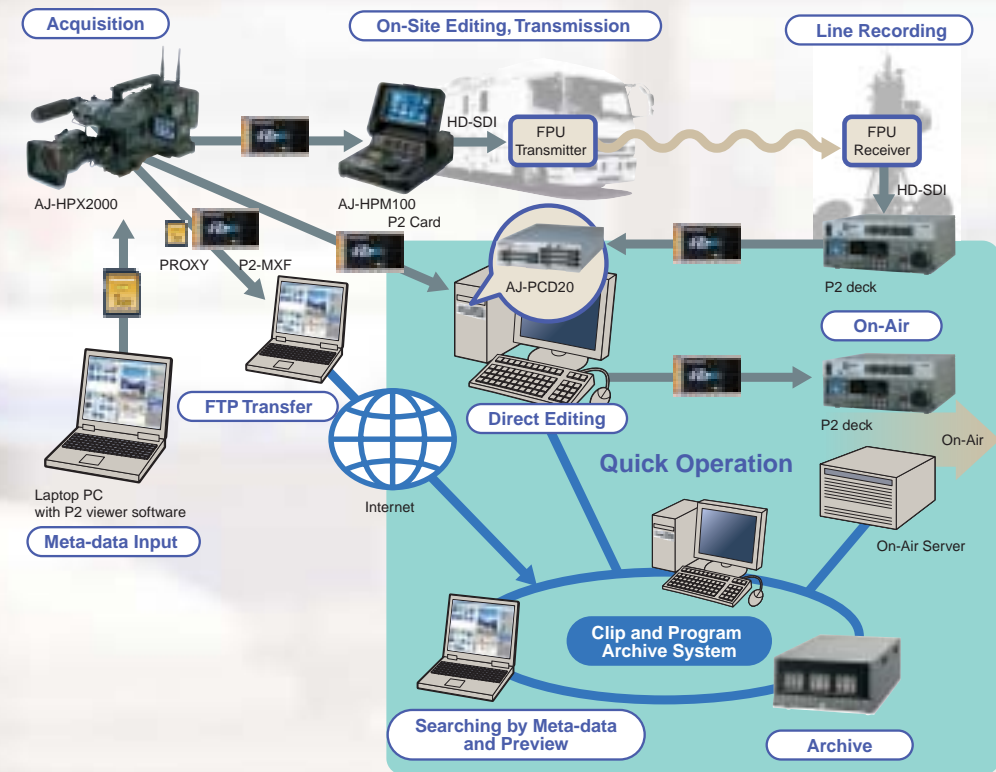 Acquisition
On-Site Editing, Transmission
Line Recording
HD-SDI
FPU
Transmitter
FPU
Receiver
HD-SDI
AJ-HPX2000
AJ-HPM100
P2 Card
PROXY
P2-MXF
AJ-PCD20
P2 deck
On-Air
FTP Transfer
Direct Editing
P2 deck
On-Air
Quick Operation
Laptop PC
with P2 viewer software
Internet
Meta-data Input
On-Air Server
Clip and Program
Archive System
Searching by Meta-data
and Preview
Archive